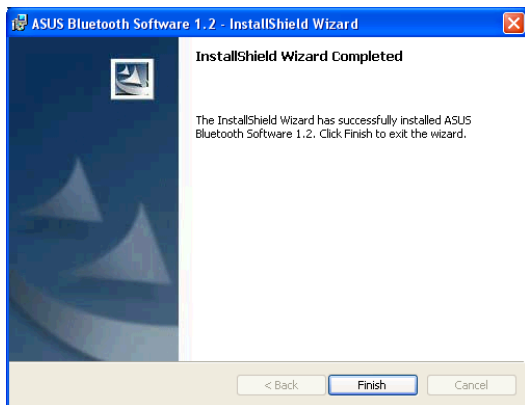 ASUS Bluetooth Software 1.2 - InstallShield Wizard
InstallShield Wizard Completed
The InstallShield Wizard has successfully installed ASUS
Bluetooth Software 1.2. Click Finish to exit the wizard.
< Back Finish Cancel